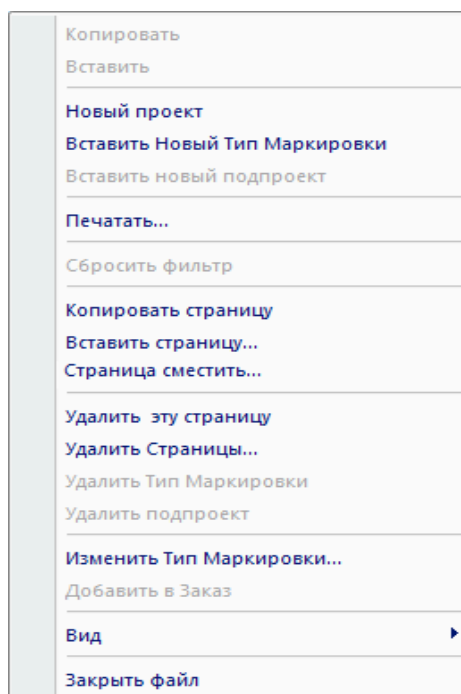 Копировать
Вставить
Новый проект
Вставить Новый Тип Маркировки
Вставить новый подпроект
Печатать...
Сбросить фильтр
Копировать страницу
Вставить страницу...
Страница сместить...
Удалить  эту страницу
Удалить Страницы...
Удалить Тип Маркировки
Удалить подпроект
Изменить Тип Маркировки...
Добавить в Заказ
Вид
Закрыть файл